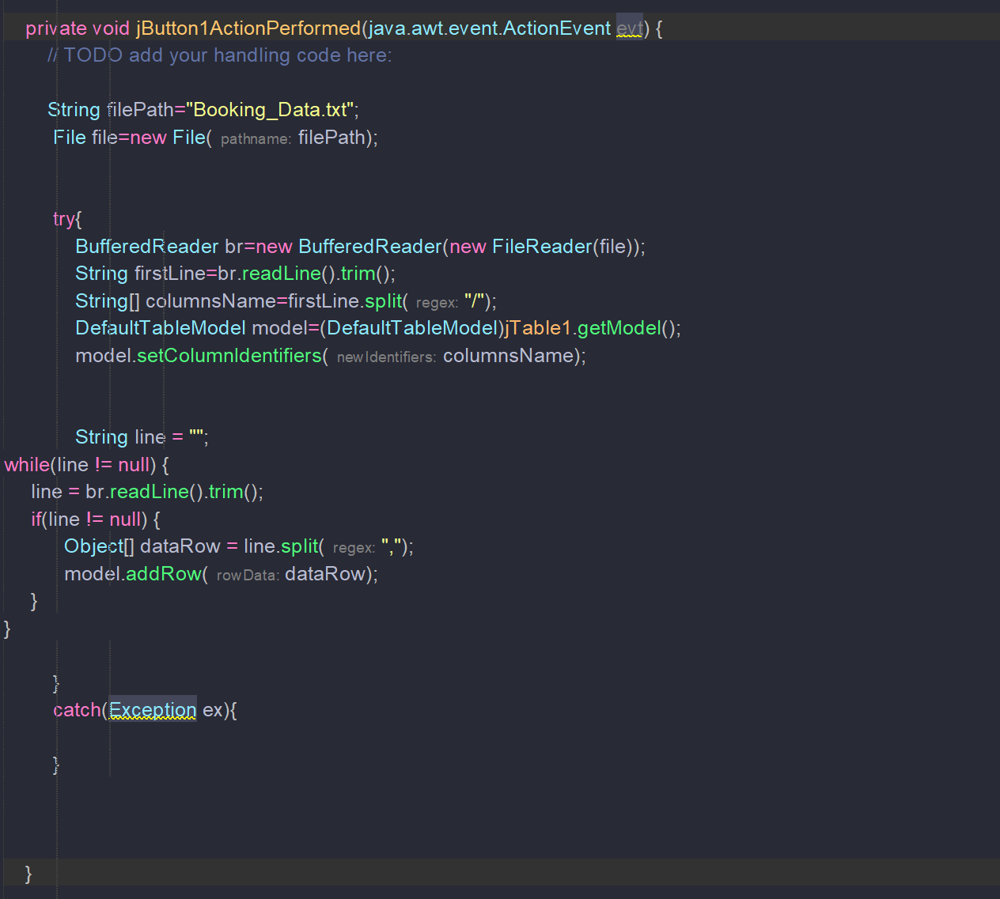 private void jButton1ActionPerformed(java.awt.event.ActionEvent evt) {
// TODO add your handling code here:
String filePath="Booking_Data.txt";
File file=new File( pathname: filePath);
try{
BufferedReader br=new BufferedReader(new FileReader(file));
String firstLine=br.readLine().trim();
String[] columnsName=firstLine.split( regex: "/");
DefaultTableModel model=(DefaultTableModel)jTable1.getModel();
model.setColumnIdentifiers( newIdentifiers: columnsName);
String line = "";
while(line != null) {
line = br.readLine().trim();
if(line != null) {
Object[] dataRow = line.split( regex: ",");
model.addRow( rowData: dataRow);
}
}
}
catch(Exception ex){
}
}